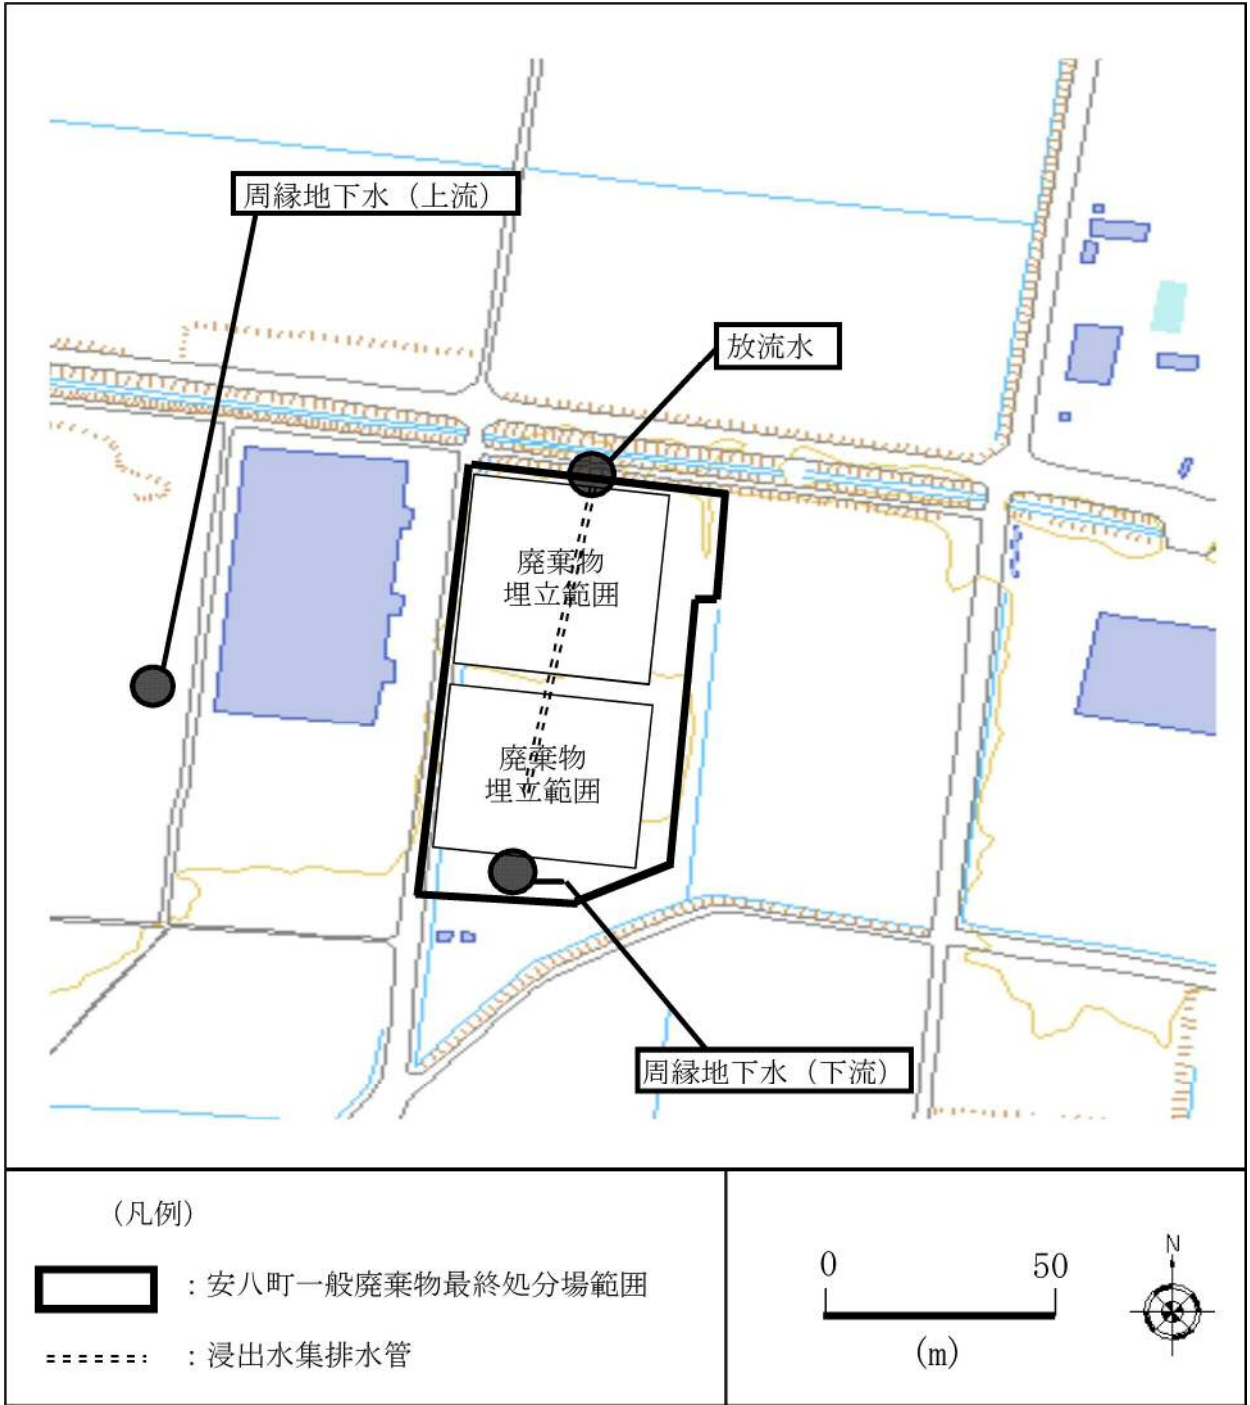 周縁地下水（上流）
放流水
廃棄物
埋立範囲
廃棄物
埋立範囲
周縁地下水（下流）
（凡例）
：安八町一般廃棄物最終処分場範囲
：浸出水集排水管
0 50
(m)
N